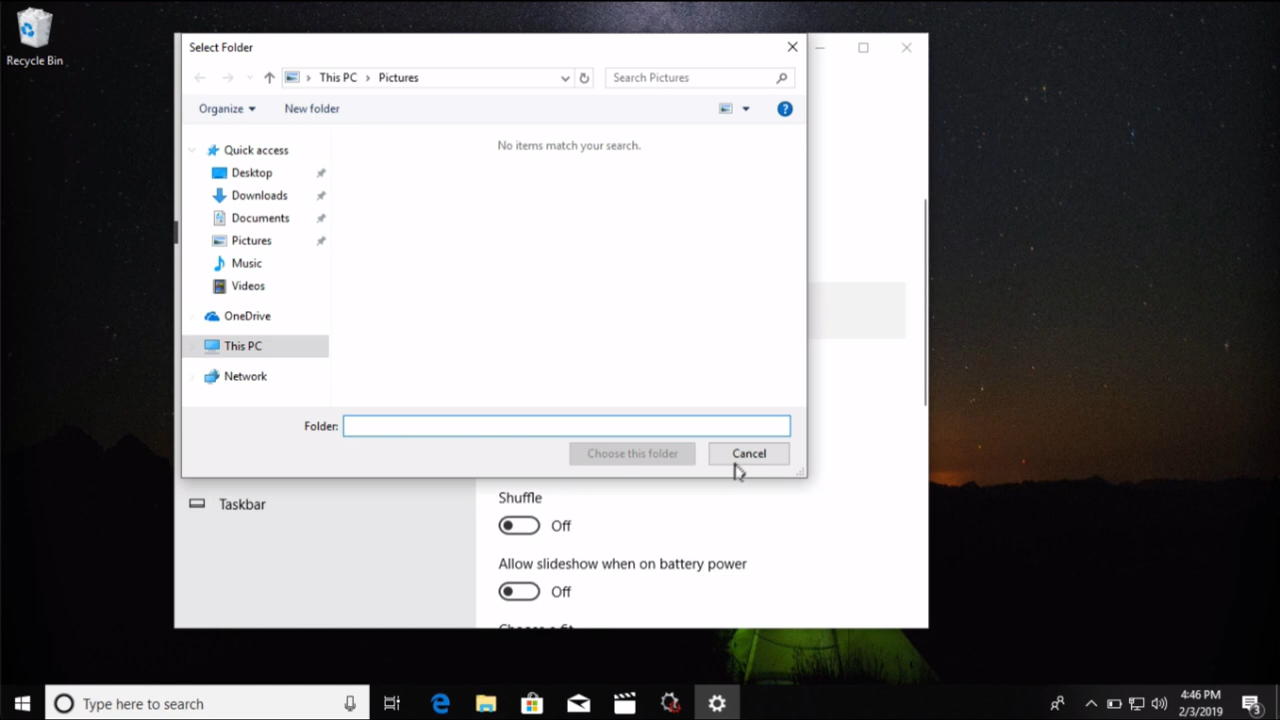 Recycle Bin
Select Folder
This PC > Pictures
Search Pictures
Organize
New folder
No items match your search.
Quick access
Desktop
Downloads
Documents
Pictures
Music
Videos
OneDrive
This PC
Network
Folder:
Choose this folder
Cancel
Taskbar
Shuffle
Off
Allow slideshow when on battery power
Off
Type here to search
4:46 PM
2/3/2019
3